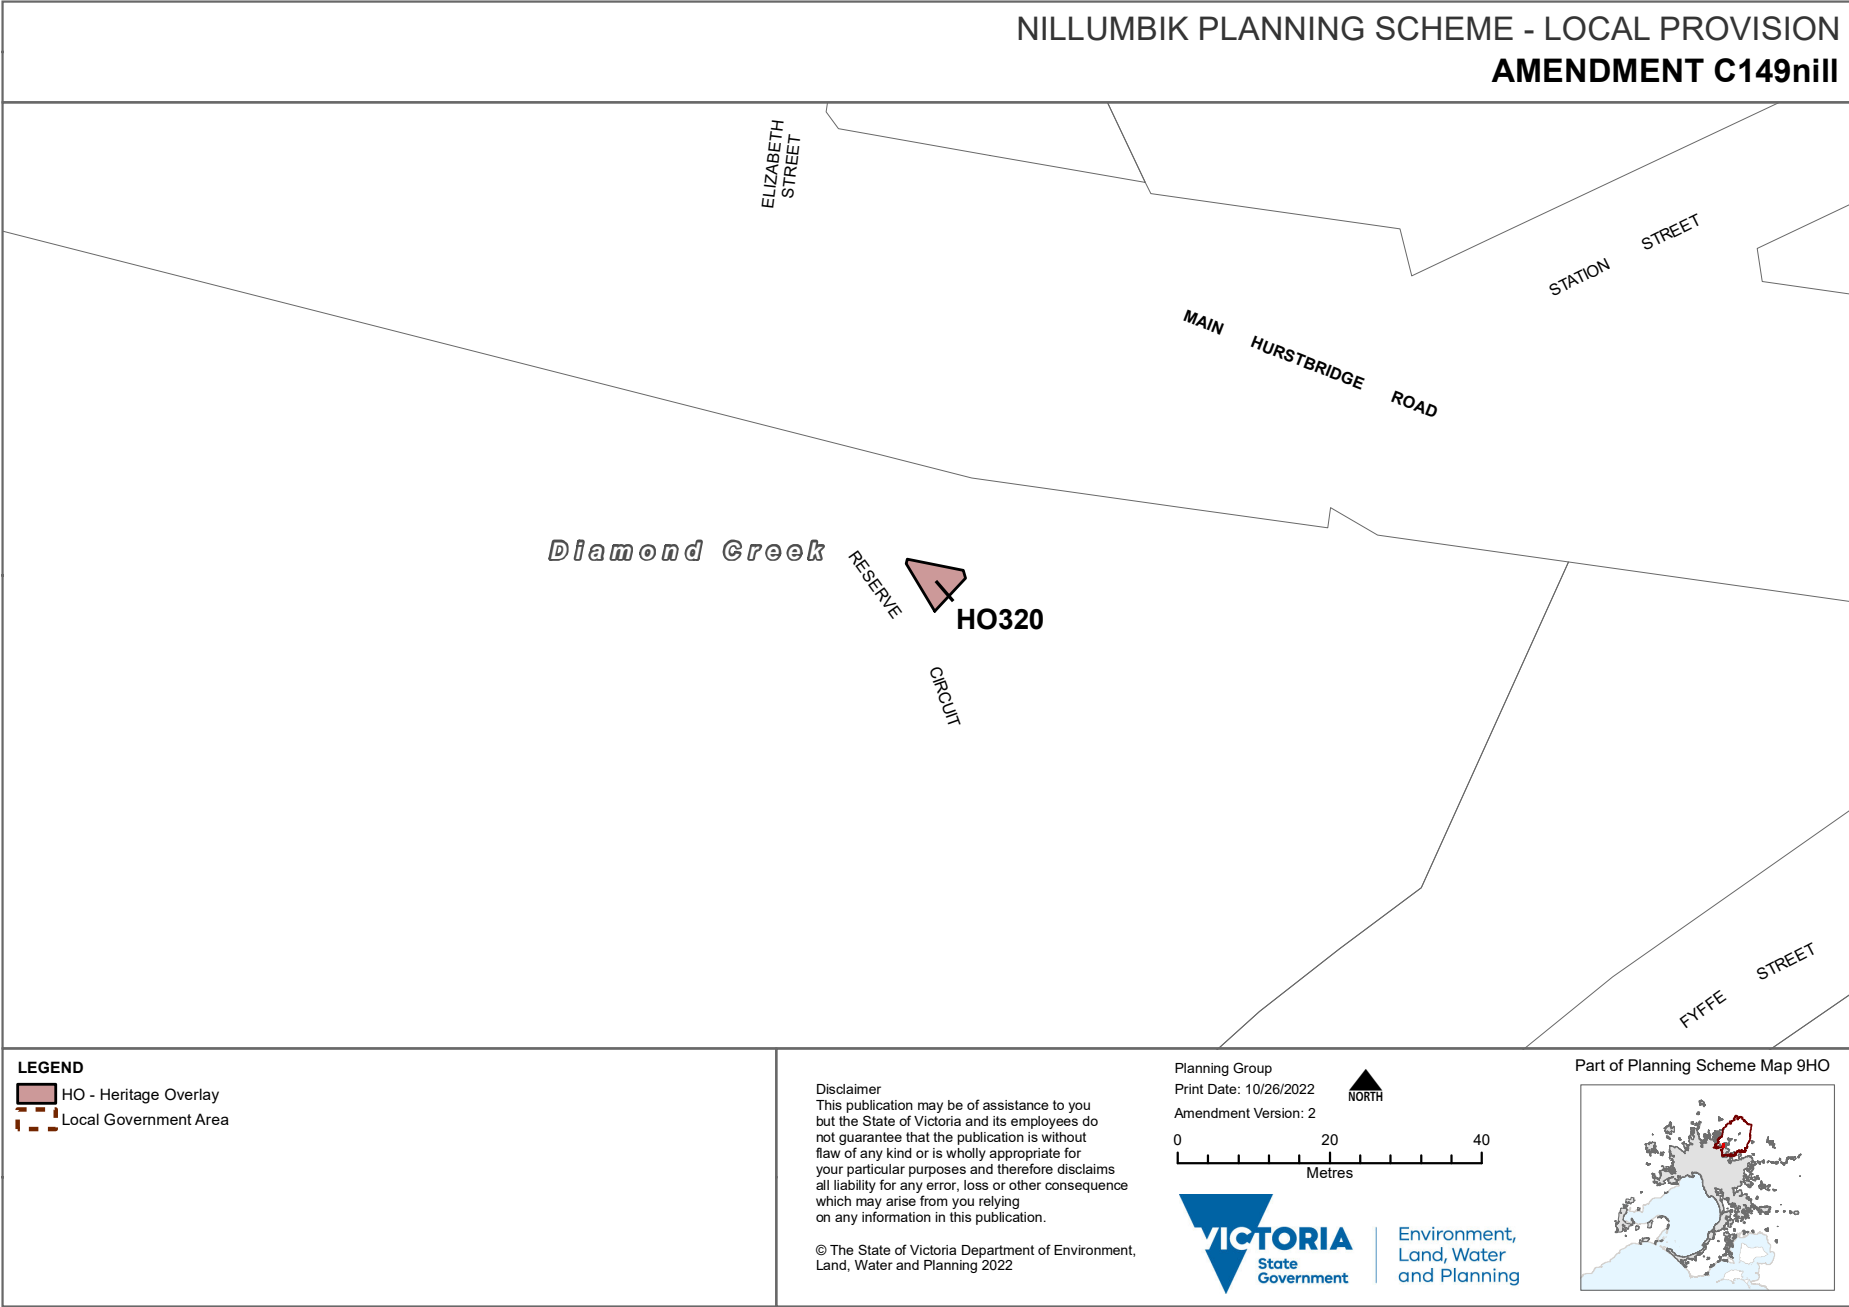 NILLUMBIK PLANNING SCHEME - LOCAL PROVISION
AMENDMENT C149nill
ELIZABETH
STREET
STATION STREET
MAIN HURSTBRIDGE ROAD
Diamond Creek
RESERVE CIRCUIT
HO320
FYFFE STREET
LEGEND
HO - Heritage Overlay
Local Government Area
Disclaimer
This publication may be of assistance to you
but the State of Victoria and its employees do
not guarantee that the publication is without
flaw of any kind or is wholly appropriate for
your particular purposes and therefore disclaims
all liability for any error, loss or other consequence
which may arise from you relying
on any information in this publication.
© The State of Victoria Department of Environment,
Land, Water and Planning 2022
Planning Group
Print Date: 10/26/2022
Amendment Version: 2
NORTH
0 20 40
Metres
VICTORIA
State
Government
Environment,
Land, Water
and Planning
Part of Planning Scheme Map 9HO